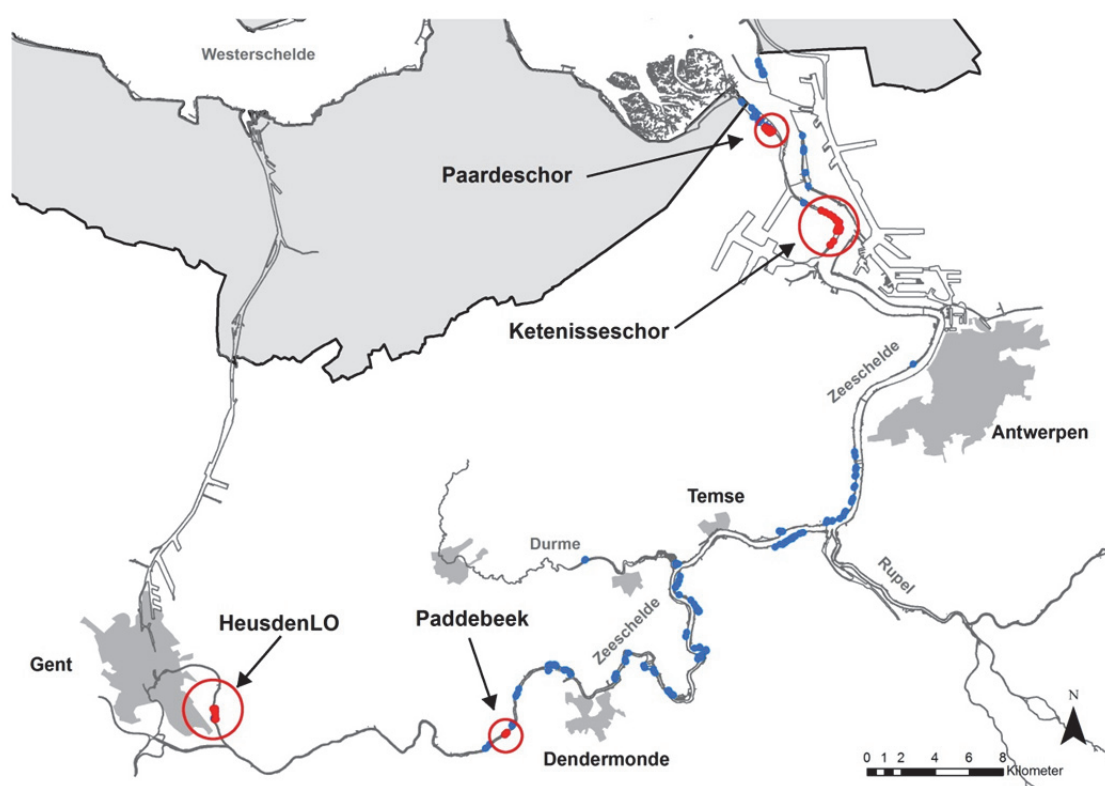 Westerschelde
Paardeschor
Ketenisseschor
Zeeschelde
Antwerpen
Temse
Durme
Rupel
Paddebeek
HeusdenLO
Zeeschelde
Gent
Dendermonde
N
0 1 2 4 6 8
Kilometer